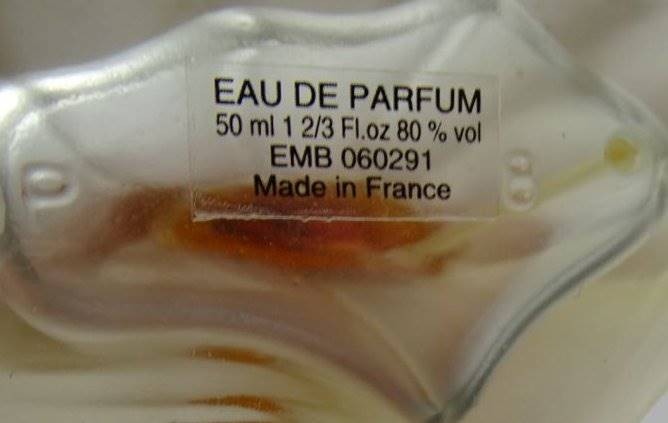 EAU DE PARFUM
50 ml 1 2/3 Fl.oz 80 % vol
EMB 060291
Made in France